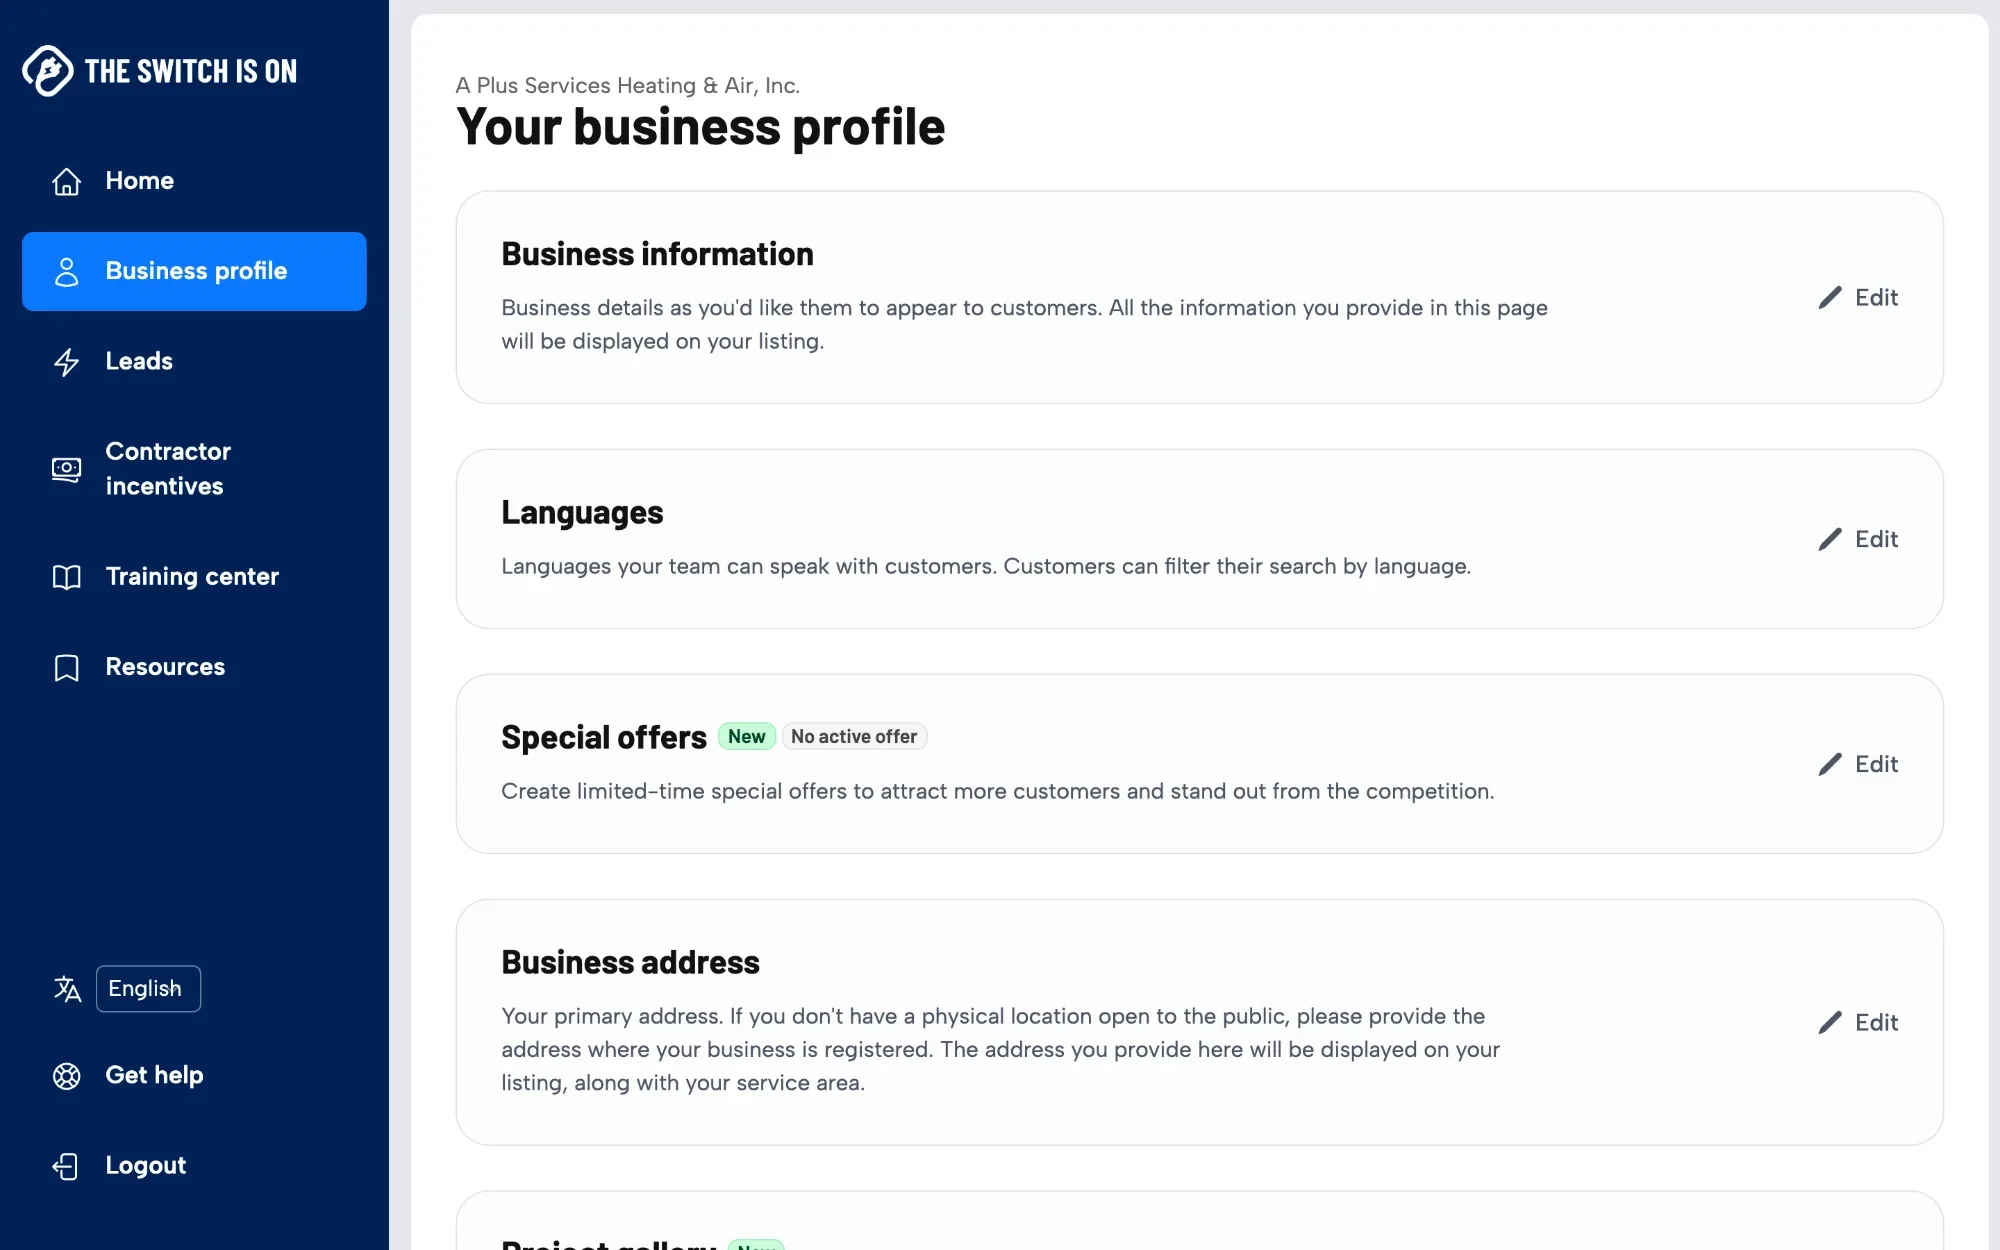 THE SWITCH IS ON
Home
Business profile
Leads
Contractor
incentives
Training center
Resources
English
Get help
Logout
A Plus Services Heating & Air, Inc.
Your business profile
Business information
Business details as you'd like them to appear to customers. All the information you provide in this page
will be displayed on your listing.
Edit
Languages
Languages your team can speak with customers. Customers can filter their search by language.
Edit
Special offers New No active offer
Create limited-time special offers to attract more customers and stand out from the competition.
Edit
Business address
Your primary address. If you don't have a physical location open to the public, please provide the
address where your business is registered. The address you provide here will be displayed on your
listing, along with your service area.
Edit
Project gallery New